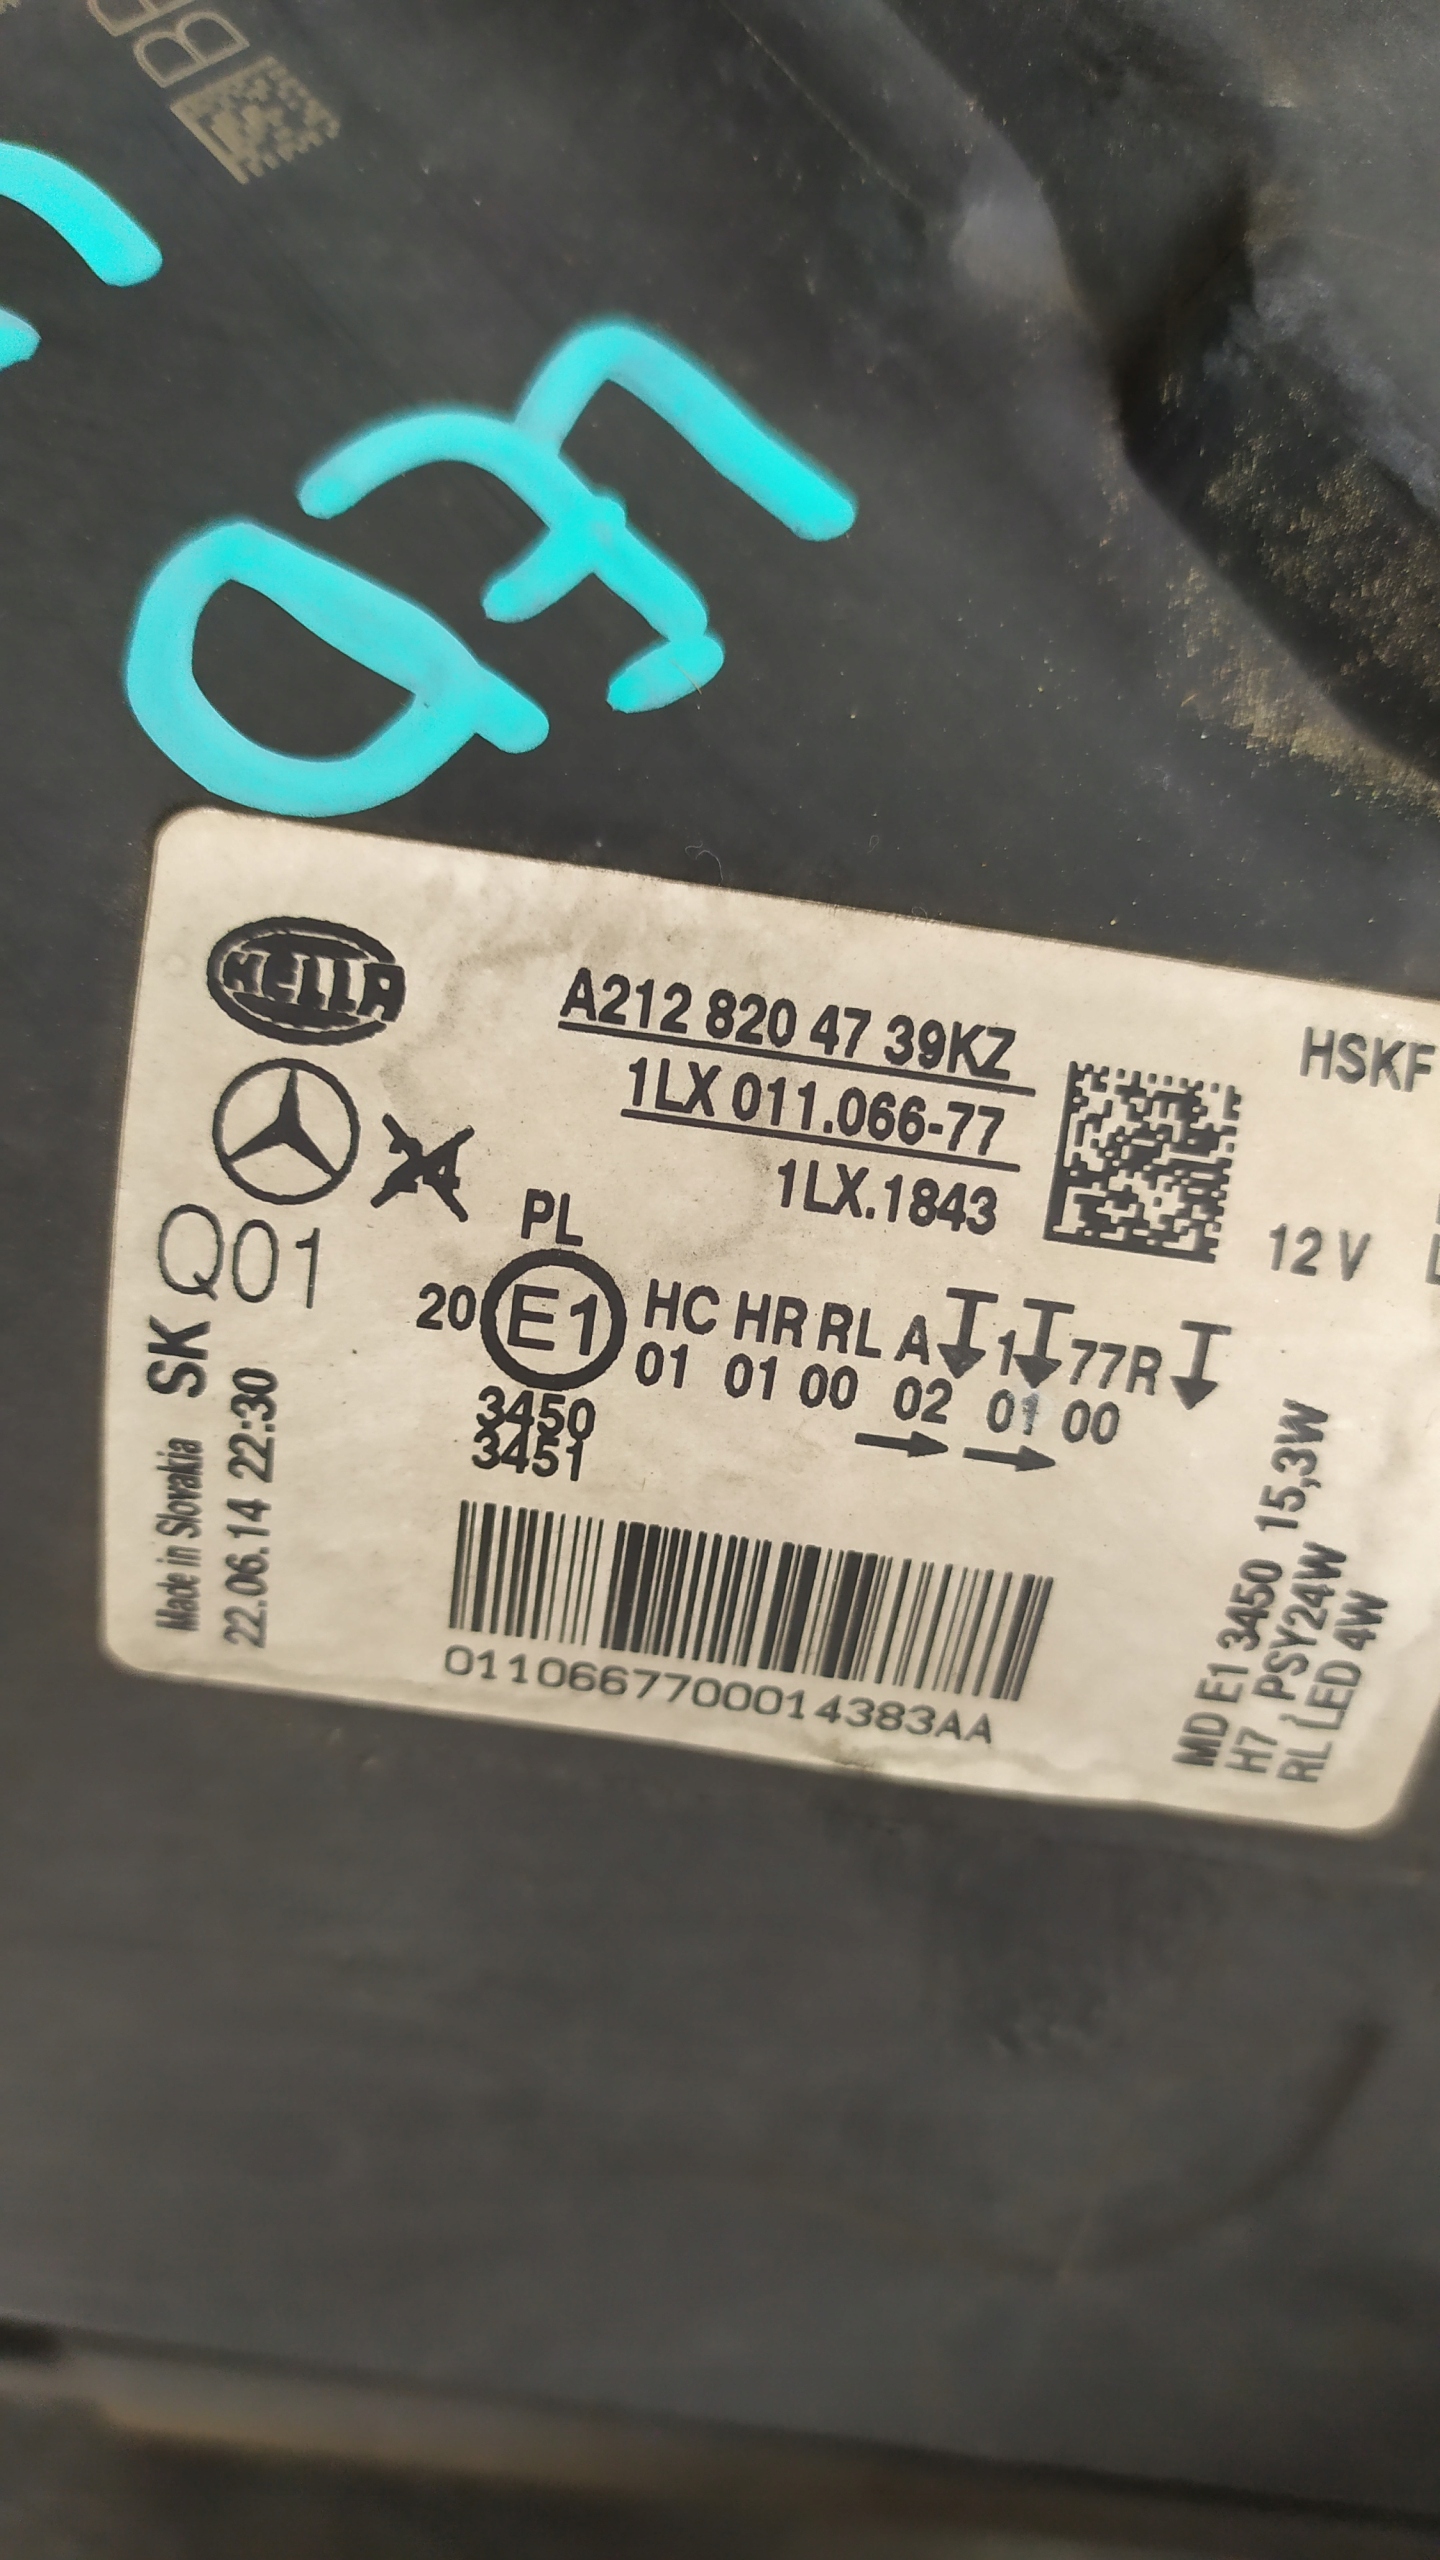 HELLA
A212 820 47 39KZ
1LX 011.066-77
1LX.1843
HSKF
12 V
Q01
SK
Made in Slovakia
22.06.14 22:30
PL
20 E1 HC HR RL A 1 77R
01 01 00 02 01 00
3450
3451
0110667700014383AA
MD E1 3450 15,3W
H7 PSY24W
RL LED 4W